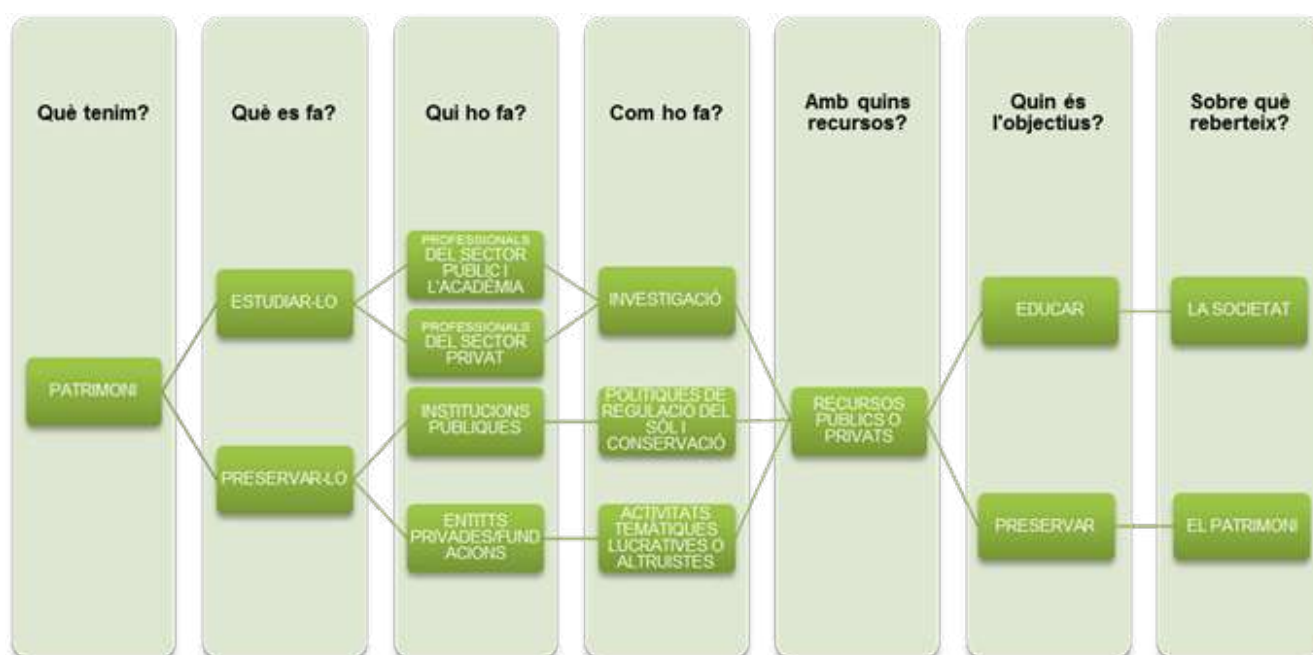 Què tenim?
Què es fa?
Qui ho fa?
Com ho fa?
Amb quins
recursos?
Quin és
l'objectius?
Sobre què
reberteix?
PATRIMONI
ESTUDIAR-LO
PRESERVAR-LO
PROFESSIONALS
DEL SECTOR
PÚBLIC I
L'ACADÈMIA
PROFESSIONALS
DEL SECTOR
PRIVAT
INSTITUCIONS
PÚBLIQUES
ENTITTS
PRIVADES/FUND
ACIONS
INVESTIGACIÓ
POLÍTIQUES DE
REGULACIÓ DEL
SÒL I
CONSERVACIÓ
ACTIVITATS
TEMÀTIQUES
LUCRATIVES O
ALTRUISTES
RECURSOS
PÚBLICS O
PRIVATS
EDUCAR
PRESERVAR
LA SOCIETAT
EL PATRIMONI